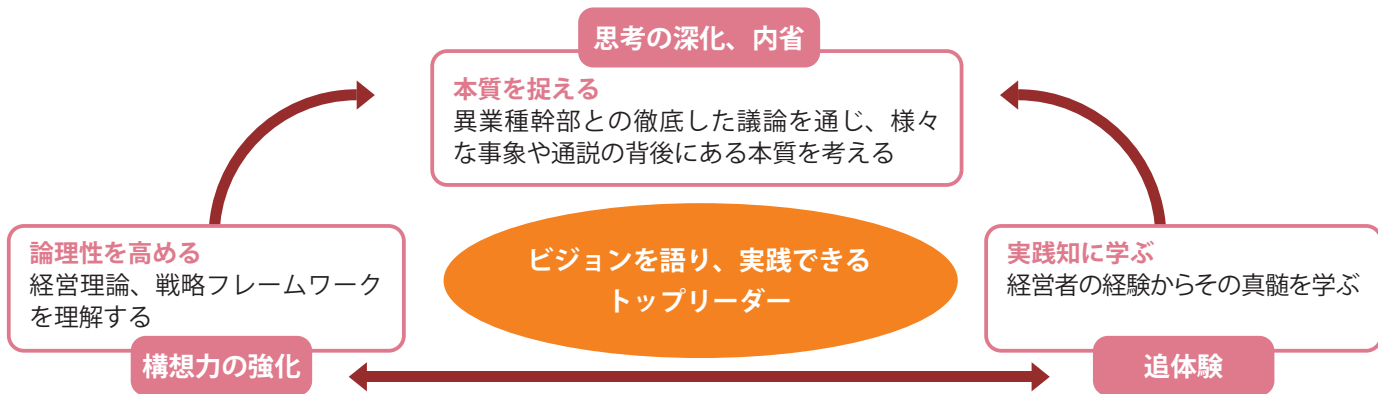 思考の深化、内省
本質を捉える
異業種幹部との徹底した議論を通じ、様々
な事象や通説の背後にある本質を考える
論理性を高める
経営理論、戦略フレームワーク
を理解する
構想力の強化
ビジョンを語り、実践できる
トップリーダー
実践知に学ぶ
経営者の経験からその真髄を学ぶ
追体験